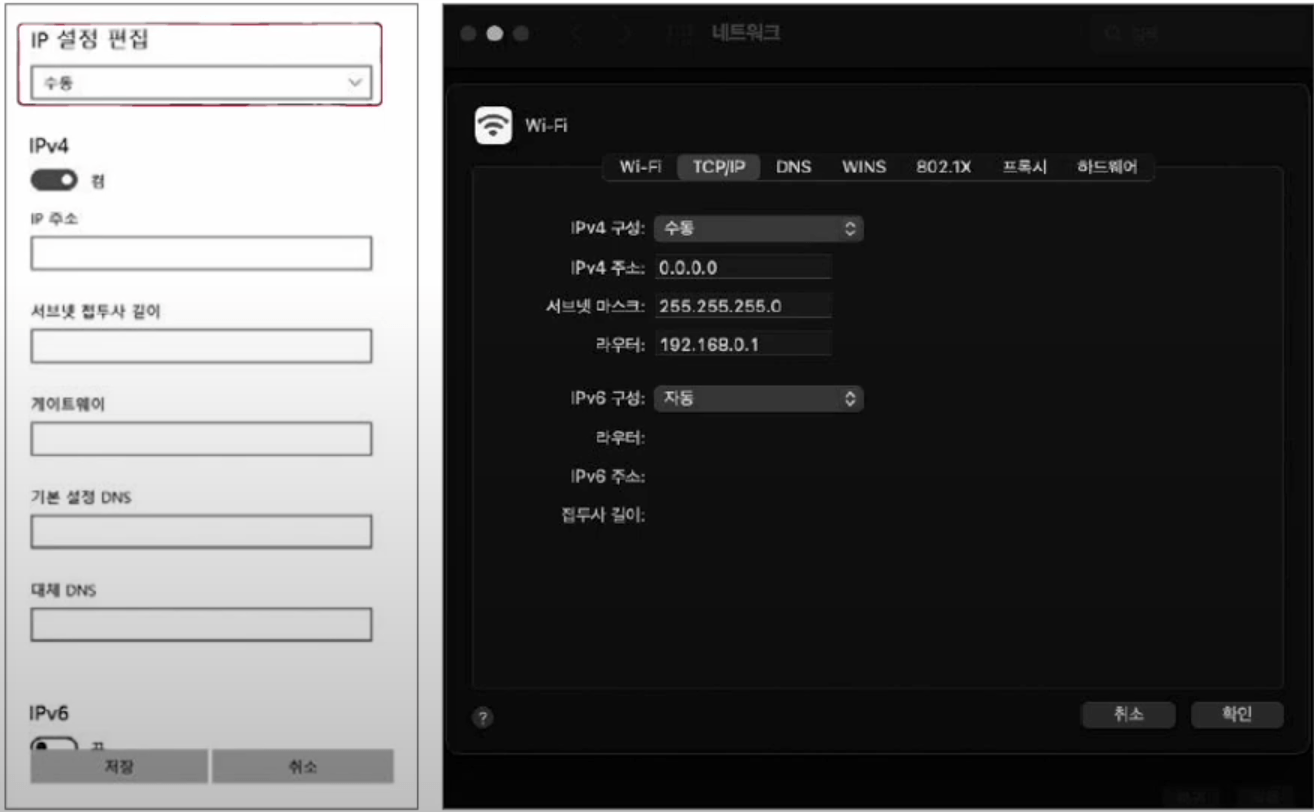 IP 설정 편집
수동
IPv4
켬
IP 주소
서브넷 접두사 길이
게이트웨이
기본 설정 DNS
대체 DNS
IPv6
끔
저장 취소
네트워크
Wi-Fi
Wi-Fi TCP/IP DNS WINS 802.1X 프록시 하드웨어
IPv4 구성: 수동
IPv4 주소: 0.0.0.0
서브넷 마스크: 255.255.255.0
라우터: 192.168.0.1
IPv6 구성: 자동
라우터:
IPv6 주소:
접두사 길이:
?
취소 확인